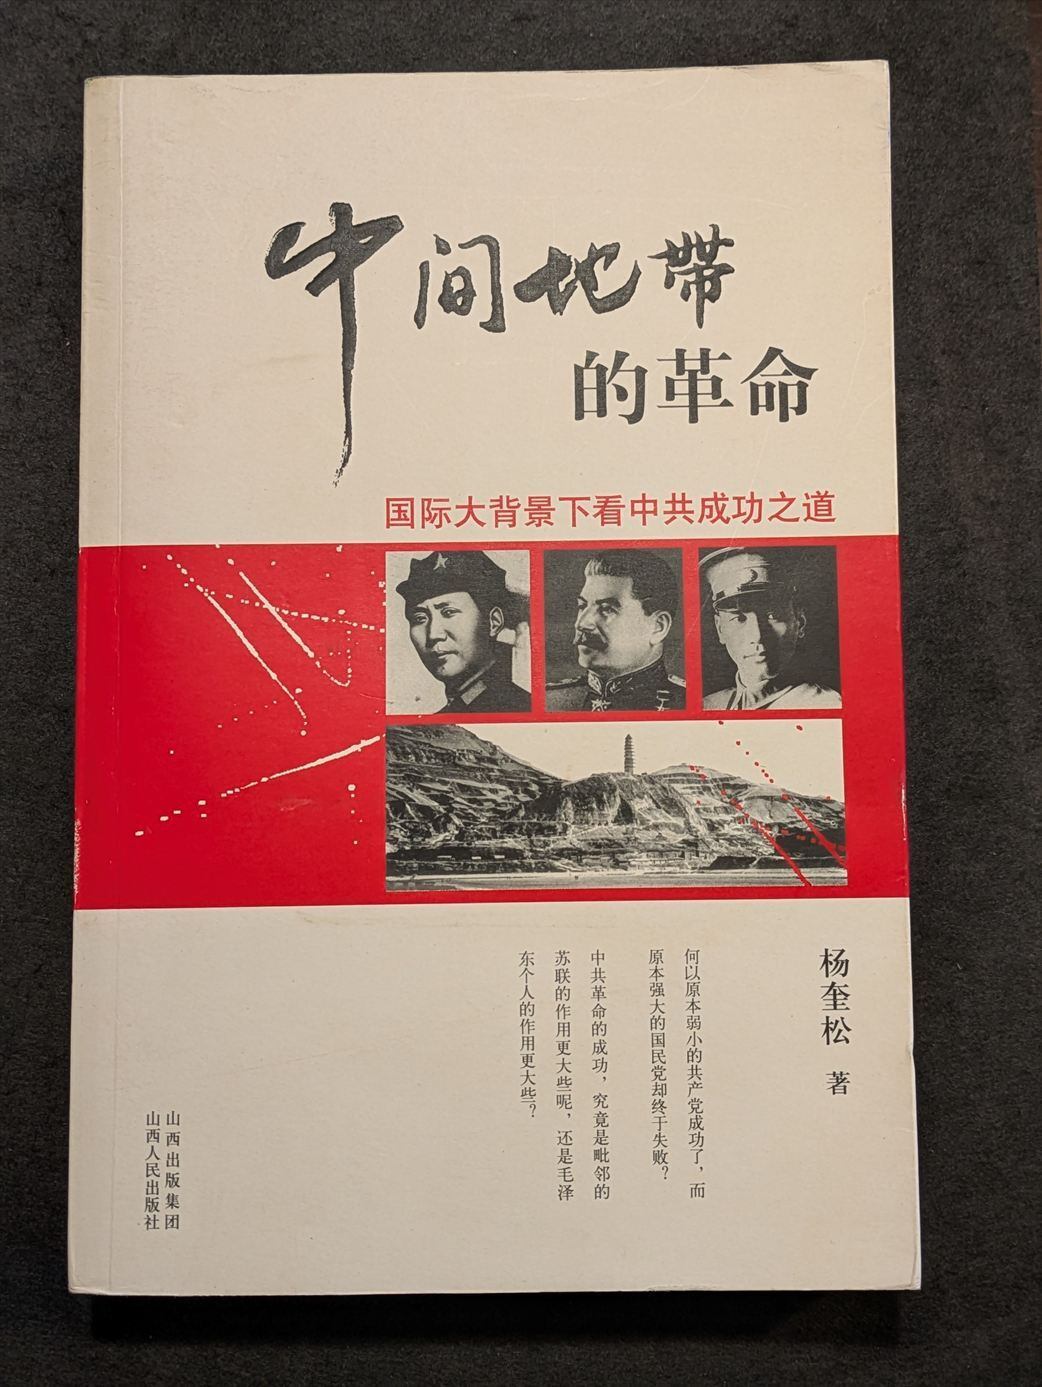 中间地带
的革命
国际大背景下看中共成功之道
杨奎松 著
何以原本弱小的共产党成功了，而
原本强大的国民党却终于失败？
中共革命的成功，究竟是毗邻的
苏联的作用更大些呢，还是毛泽
东个人的作用更大些？
山西出版集团
山西人民出版社